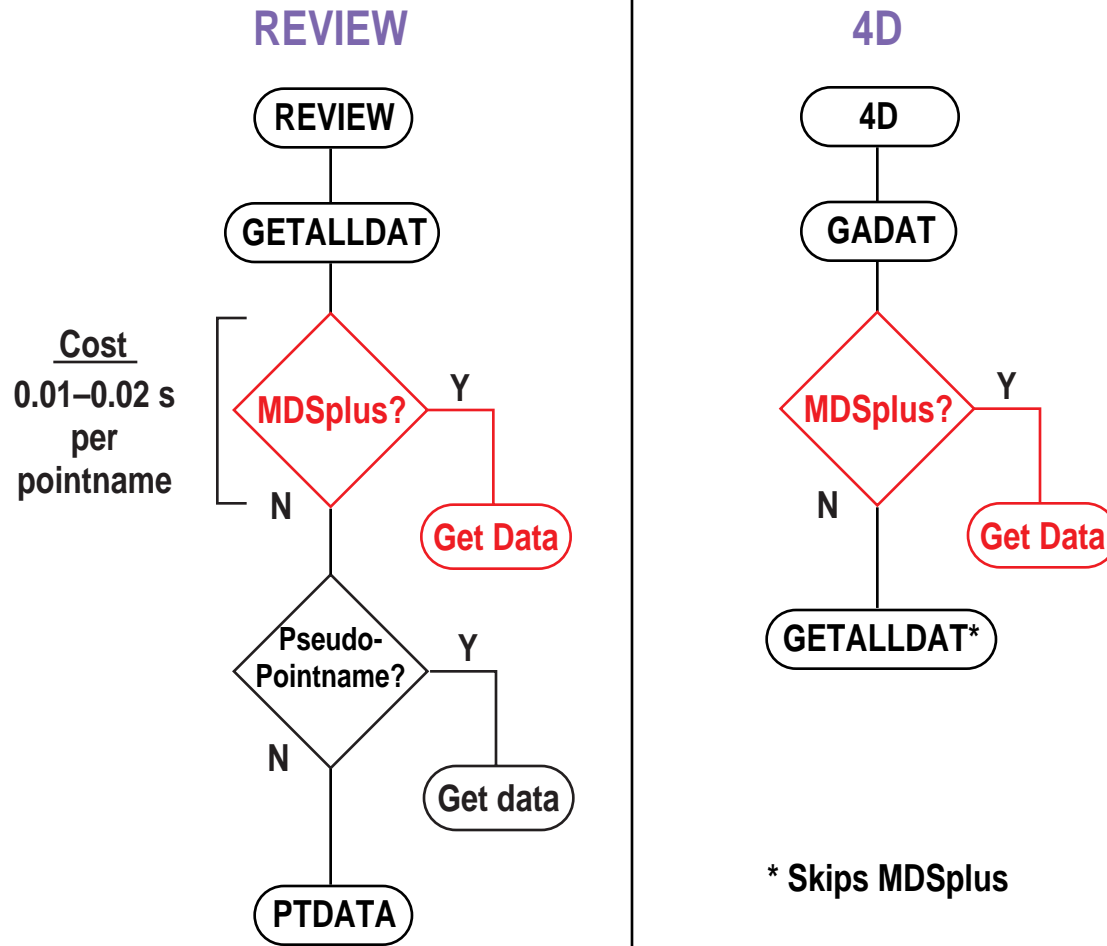 REVIEW
REVIEW
GETALLDAT
Cost
0.01–0.02 s
per
pointname
MDSplus?
Y
N
Get Data
Pseudo-
Pointname?
Y
N
Get data
PTDATA
4D
4D
GADAT
MDSplus?
Y
N
Get Data
GETALLDAT*
* Skips MDSplus